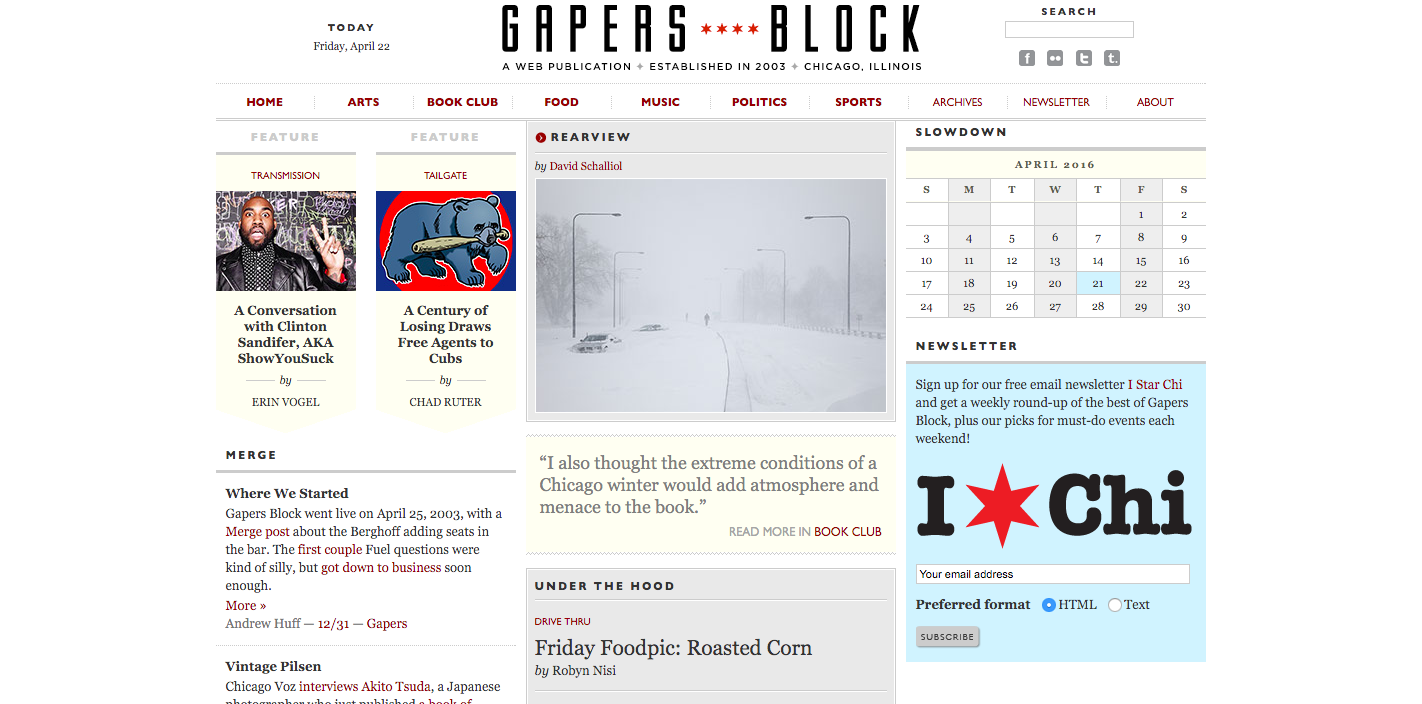 TODAY
Friday, April 22
GAPERS BLOCK
A WEB PUBLICATION ✦ ESTABLISHED IN 2003 ✦ CHICAGO, ILLINOIS
SEARCH
f t t.
HOME ARTS BOOK CLUB FOOD MUSIC POLITICS SPORTS ARCHIVES NEWSLETTER ABOUT
FEATURE
TRANSMISSION
A Conversation
with Clinton
Sandifer, AKA
ShowYouSuck
by
ERIN VOGEL
FEATURE
TAILGATE
A Century of
Losing Draws
Free Agents to
Cubs
by
CHAD RUTER
MERGE
Where We Started
Gapers Block went live on April 25, 2003, with a
Merge post about the Berghoff adding seats in
the bar. The first couple Fuel questions were
kind of silly, but got down to business soon
enough.
More »
Andrew Huff — 12/31 — Gapers
Vintage Pilsen
Chicago Voz interviews Akito Tsuda, a Japanese
photographer who just published a book of
REARVIEW
by David Schalliol
“I also thought the extreme conditions of a
Chicago winter would add atmosphere and
menace to the book.”
READ MORE IN BOOK CLUB
UNDER THE HOOD
DRIVE THRU
Friday Foodpic: Roasted Corn
by Robyn Nisi
SLOWDOWN
APRIL 2016
S M T W T F S
1 2
3 4 5 6 7 8 9
10 11 12 13 14 15 16
17 18 19 20 21 22 23
24 25 26 27 28 29 30
NEWSLETTER
Sign up for our free email newsletter I Star Chi
and get a weekly round-up of the best of Gapers
Block, plus our picks for must-do events each
weekend!
I Chi
Your email address
Preferred format HTML Text
SUBSCRIBE